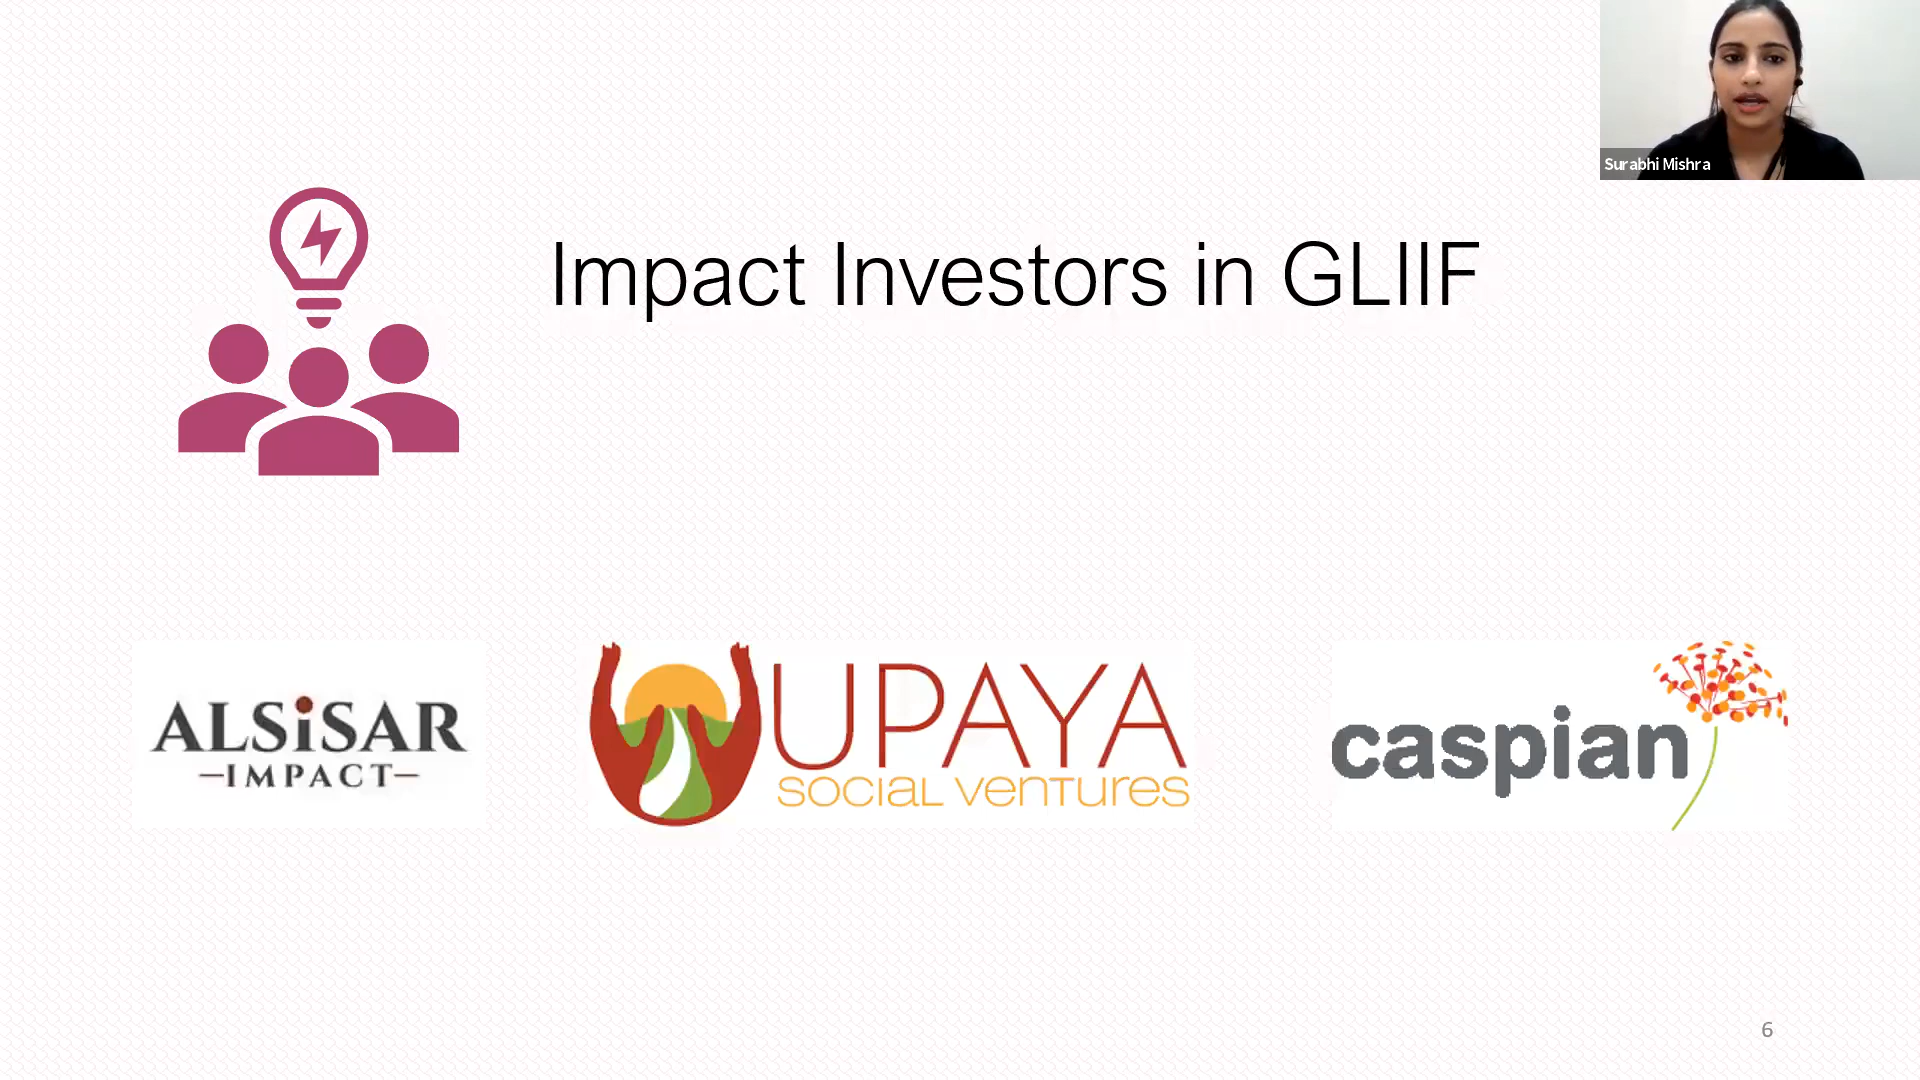 Surabhi Mishra
Impact Investors in GLIIF
ALSiSAR
IMPACT
UPAYA
SOCIAL VENTURES
caspian
6